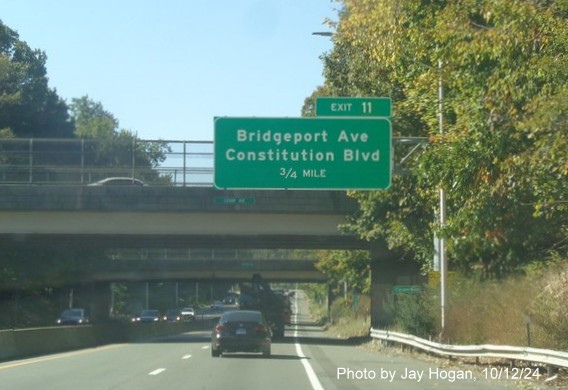 EXIT 11
Bridgeport Ave
Constitution Blvd
3/4 MILE
Photo by Jay Hogan, 10/12/24